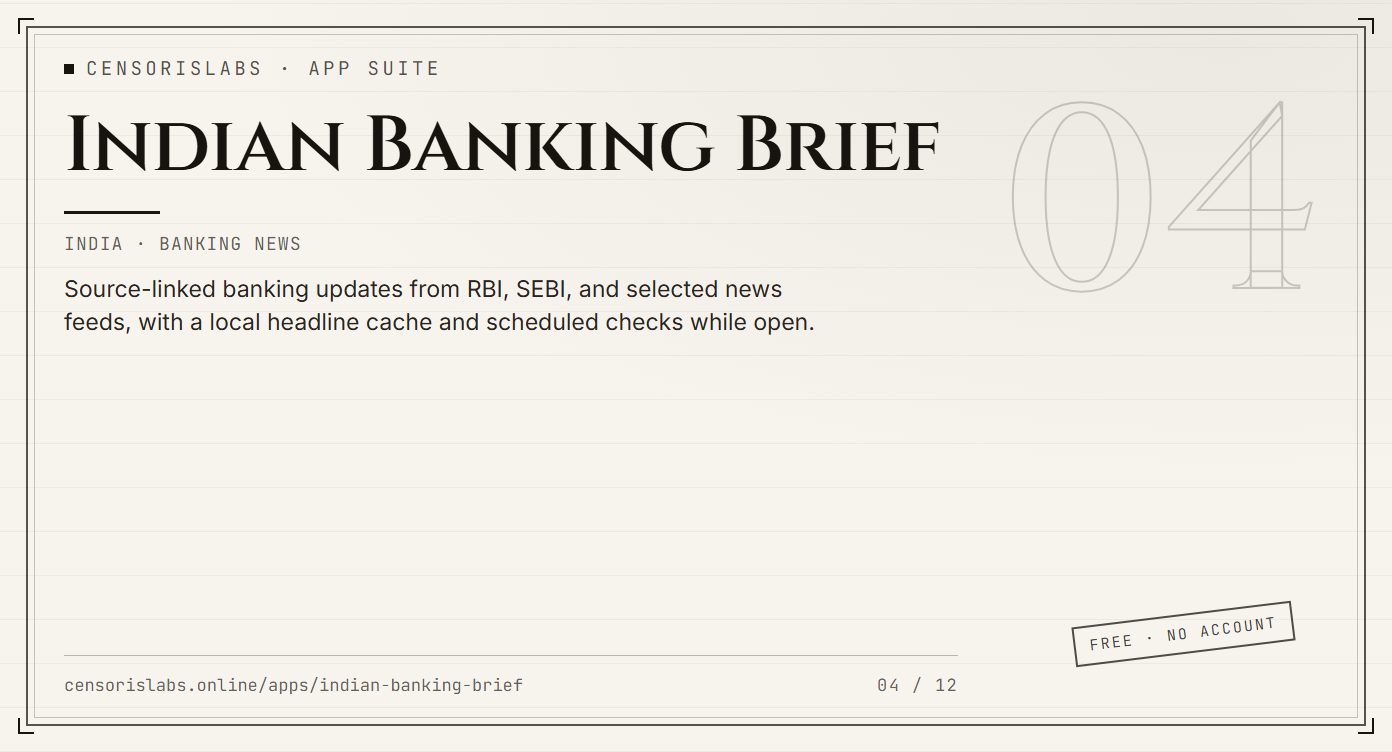 CENSORISLABS · APP SUITE
INDIAN BANKING BRIEF
04
INDIA · BANKING NEWS
Source-linked banking updates from RBI, SEBI, and selected news
feeds, with a local headline cache and scheduled checks while open.
FREE · NO ACCOUNT
censorislabs.online/apps/indian-banking-brief
04 / 12